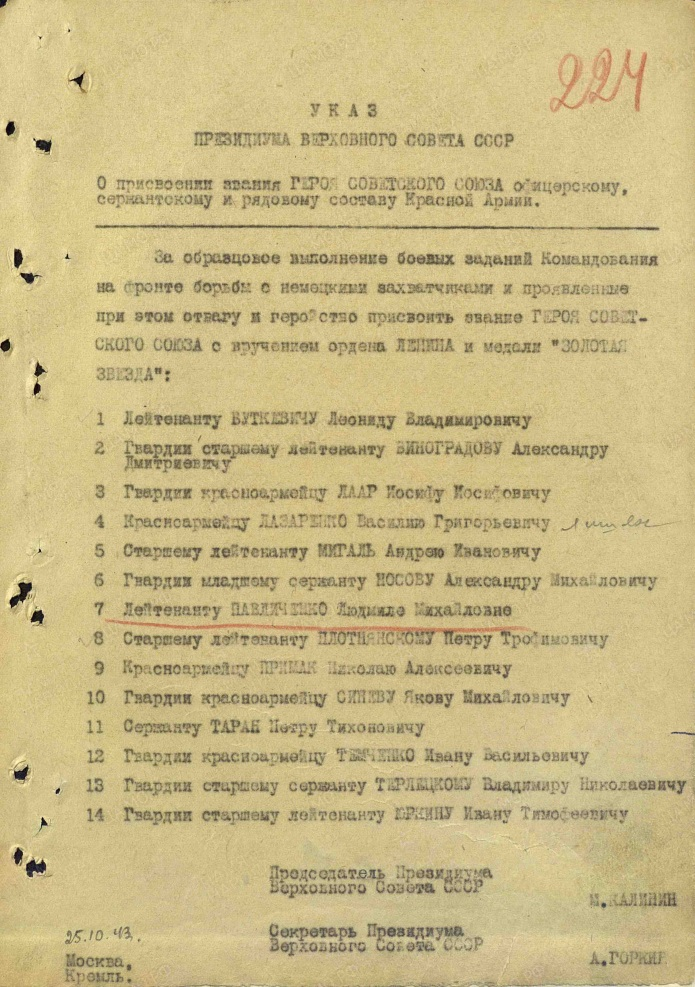 224
УКАЗ
ПРЕЗИДИУМА ВЕРХОВНОГО СОВЕТА СССР
О присвоении звания ГЕРОЯ СОВЕТСКОГО СОЮЗА офицерскому,
сержантскому и рядовому составу Красной Армии.
За образцовое выполнение боевых заданий Командования
на фронте борьбы с немецкими захватчиками и проявленные
при этом отвагу и геройство присвоить звание ГЕРОЯ СОВЕТ-
СКОГО СОЮЗА с вручением ордена ЛЕНИНА и медали "ЗОЛОТАЯ
ЗВЕЗДА":
1 Лейтенанту БУТКЕВИЧУ Леониду Владимировичу
2 Гвардии старшему лейтенанту ВИНОГРАДОВУ Александру
Дмитриевичу
3 Гвардии красноармейцу ЛААР Иосифу Иосифовичу
4 Красноармейцу ЛАЗАРЕНКО Василию Григорьевичу
5 Старшему лейтенанту МИГАЛЬ Андрею Ивановичу
6 Гвардии младшему сержанту НОСОВУ Александру Михайловичу
7 Лейтенанту ПАВЛИЧЕНКО Людмиле Михайловне
8 Старшему лейтенанту ПЛОТНЯНСКОМУ Петру Трофимовичу
9 Красноармейцу ПРИМАК Николаю Алексеевичу
10 Гвардии красноармейцу СИНЕВУ Якову Михайловичу
11 Сержанту ТАРАН Петру Тихоновичу
12 Гвардии красноармейцу ТЕМЧЕНКО Ивану Васильевичу
13 Гвардии старшему сержанту ТЕРЛЕЦКОМУ Владимиру Николаевичу
14 Гвардии старшему лейтенанту ЮРКИНУ Ивану Тимофеевичу
Председатель Президиума
Верховного Совета СССР
М.КАЛИНИН
Секретарь Президиума
Верховного Совета СССР
А.ГОРКИН
25.10.43.
Москва,
Кремль.